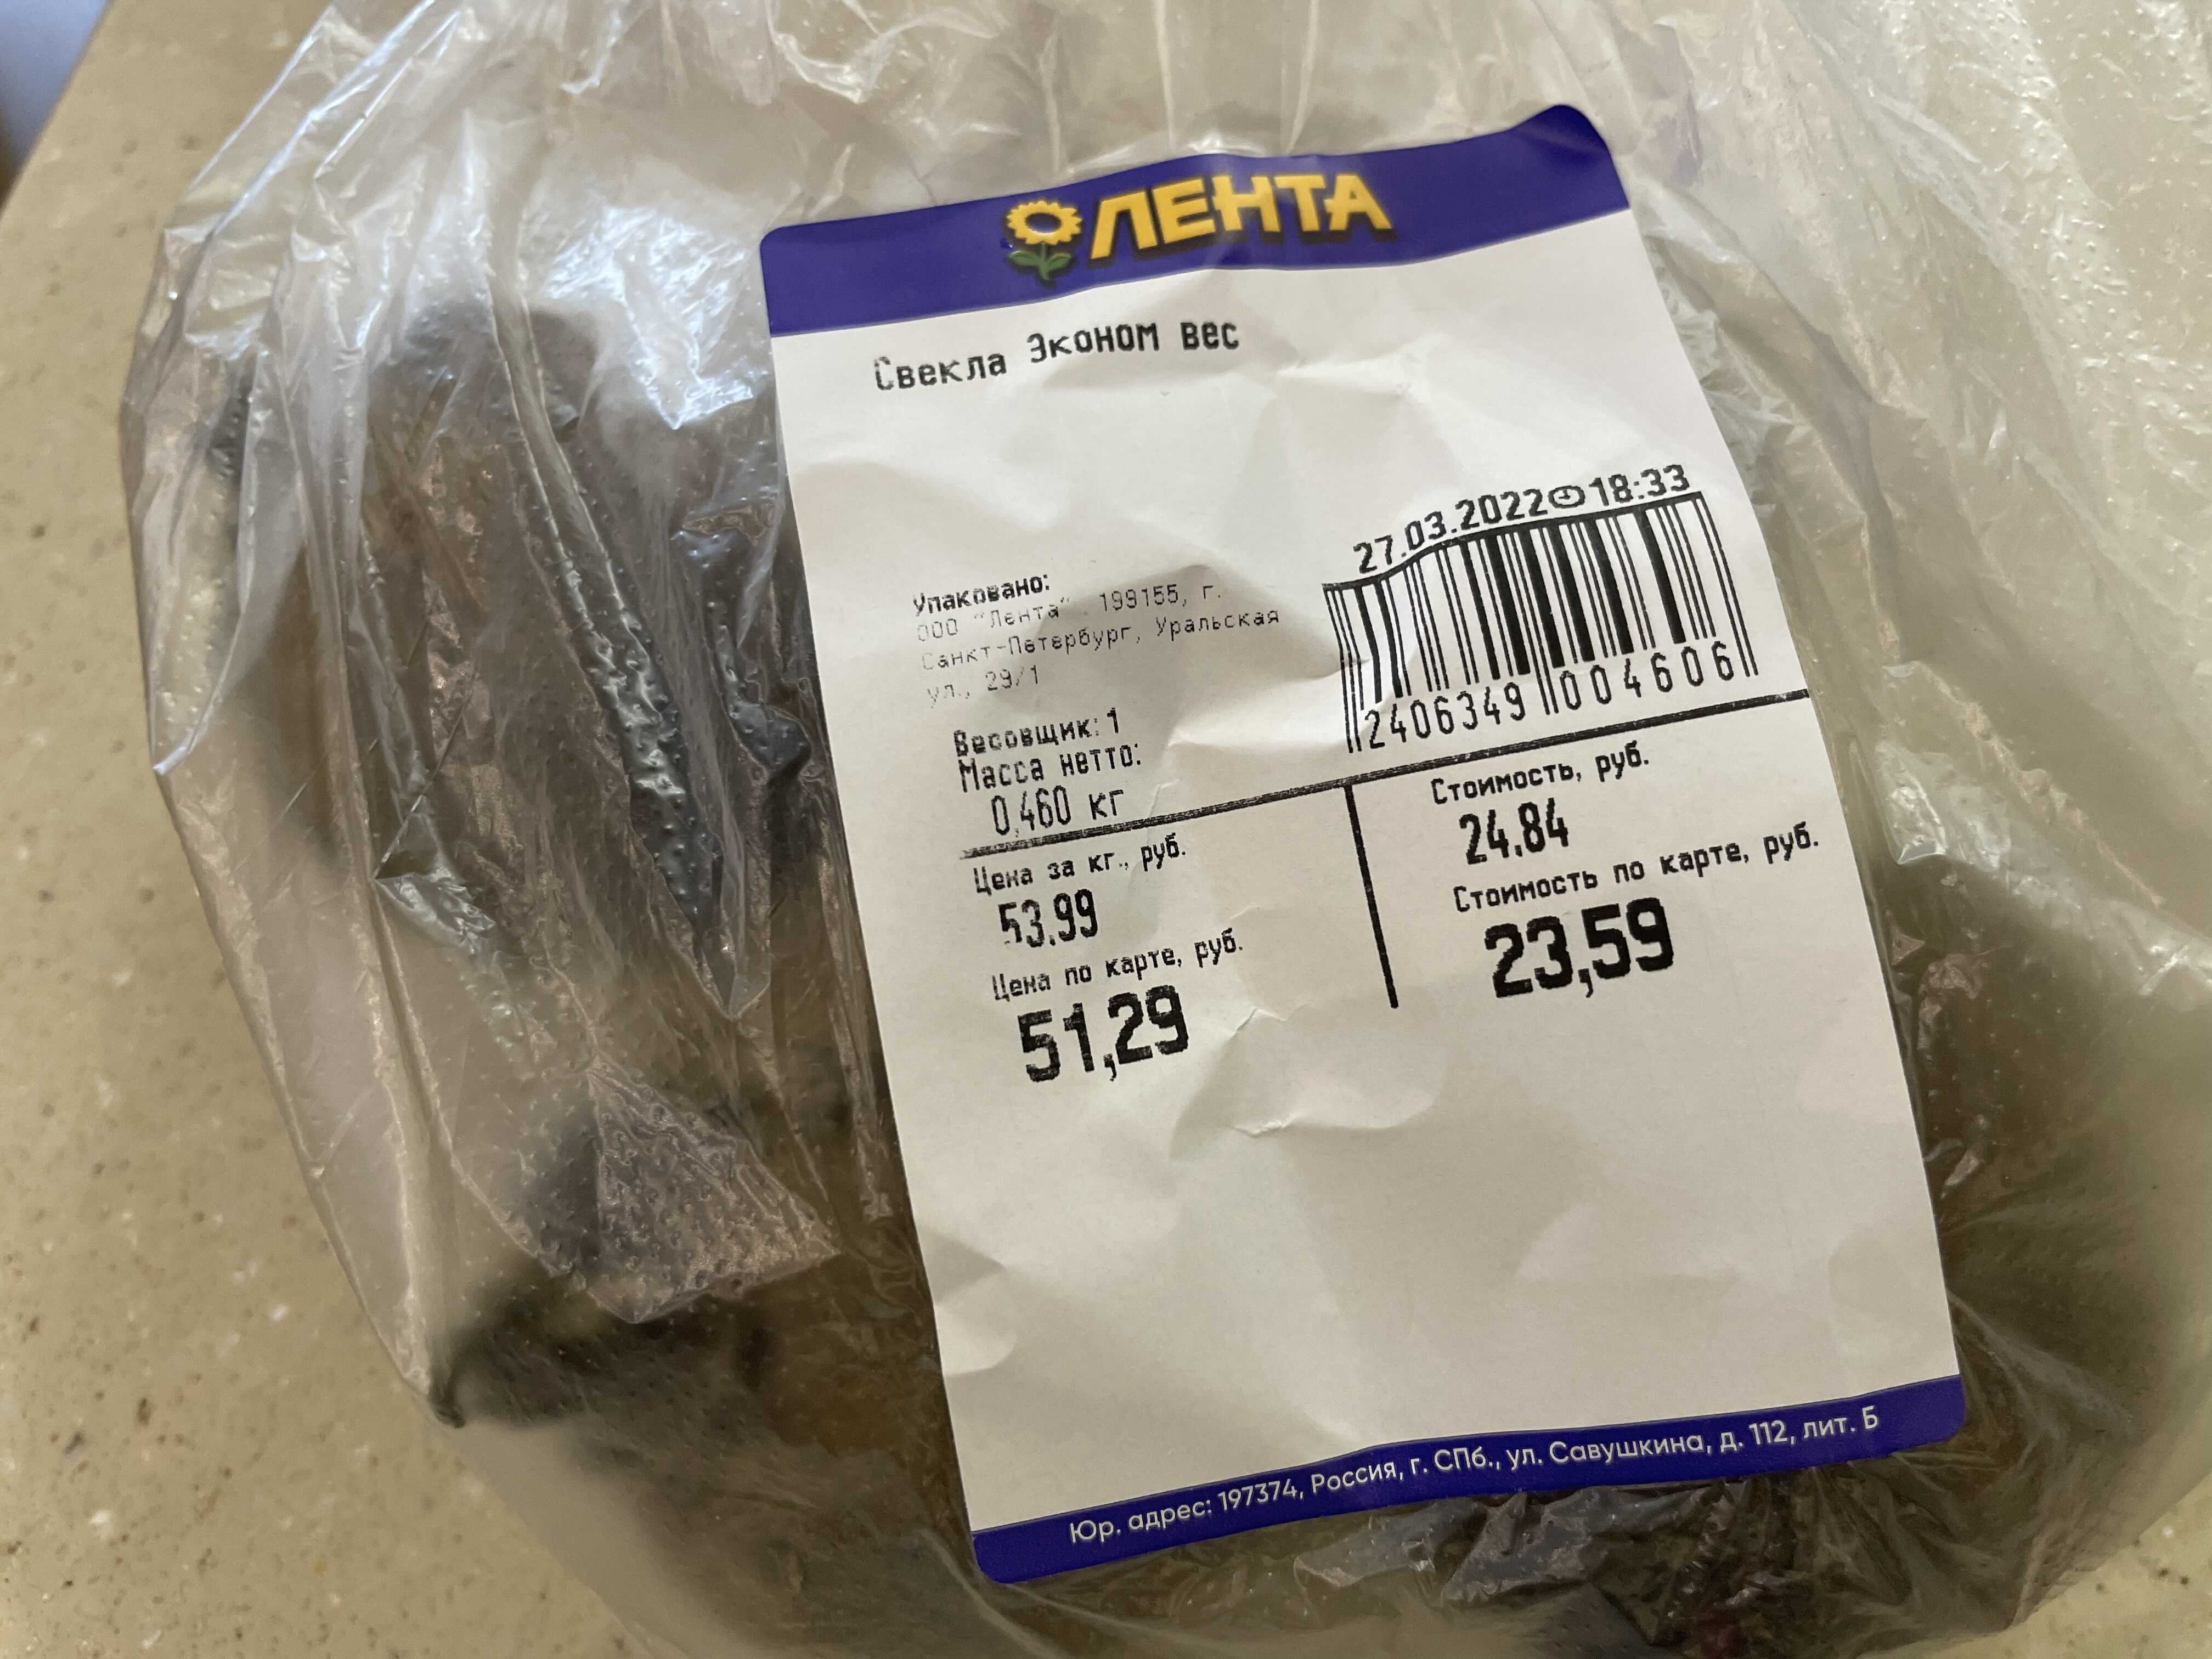 ЛЕНТА
Свекла Эконом вес
27.03.2022 18:33
Упаковано:
ООО "Лента" . 199155, г.
Санкт-Петербург, Уральская
ул., 29/1
2406349 004606
Весовщик: 1
Масса нетто:
0,460 кг
Цена за кг., руб.
53.99
Цена по карте, руб.
51,29
Стоимость, руб.
24.84
Стоимость по карте, руб.
23,59
Юр. адрес: 197374, Россия, г. СПб., ул. Савушкина, д. 112, лит. Б